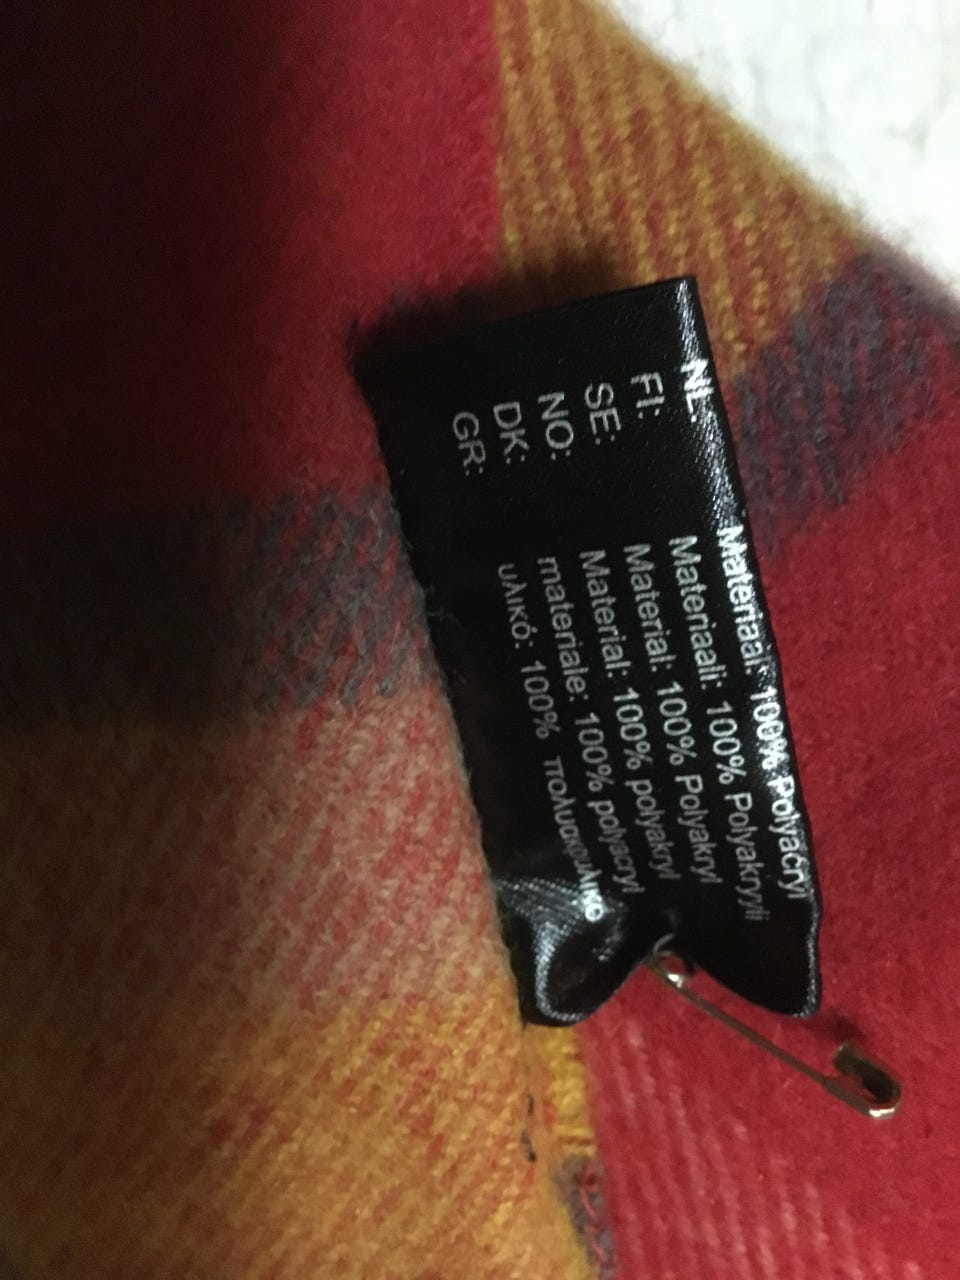 NL: Materiaal: 100% Polyacryl
FI: Materiaali: 100% Polyakryyli
SE: Material: 100% Polyakryl
NO: Material: 100% polyakryl
DK: materiale: 100% polyacryl
GR: υλικό: 100% πολυακρυλικο